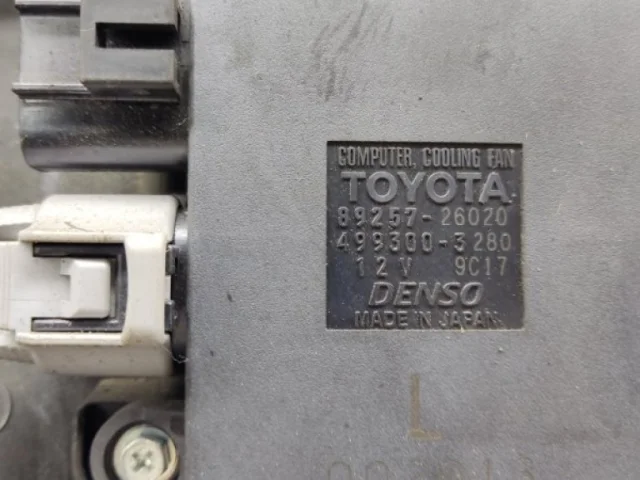 COMPUTER, COOLING FAN
TOYOTA
89257-26020
499300-3280
12V 9C17
DENSO
MADE IN JAPAN
L